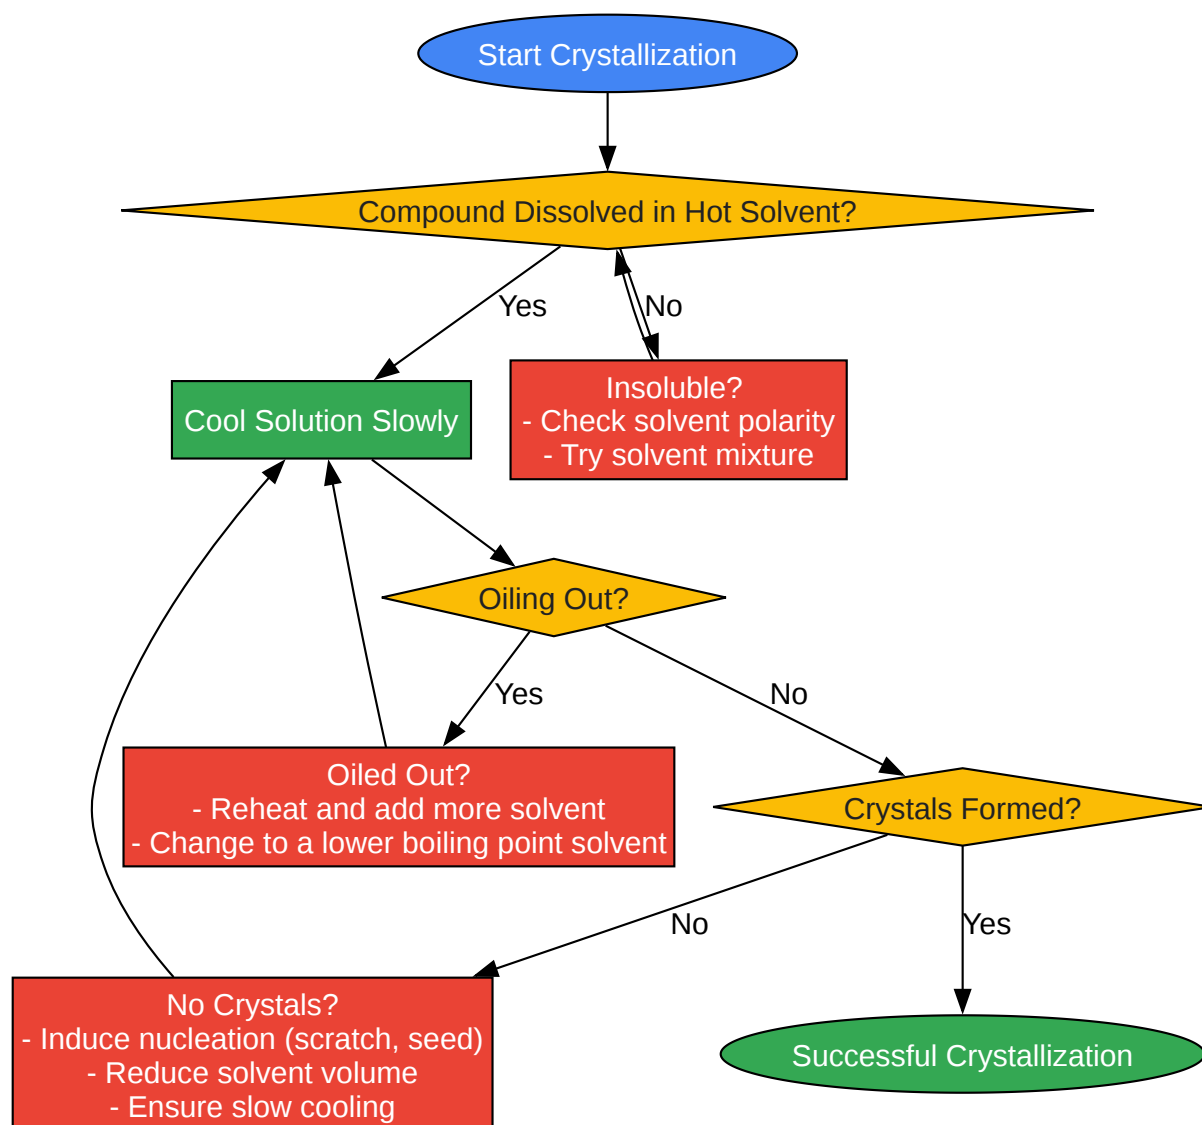 Start Crystallization
Compound Dissolved in Hot Solvent?
Yes
No
Cool Solution Slowly
Insoluble?
- Check solvent polarity
- Try solvent mixture
Oiling Out?
Yes
No
Oiled Out?
- Reheat and add more solvent
- Change to a lower boiling point solvent
Crystals Formed?
No
Yes
No Crystals?
- Induce nucleation (scratch, seed)
- Reduce solvent volume
- Ensure slow cooling
Successful Crystallization